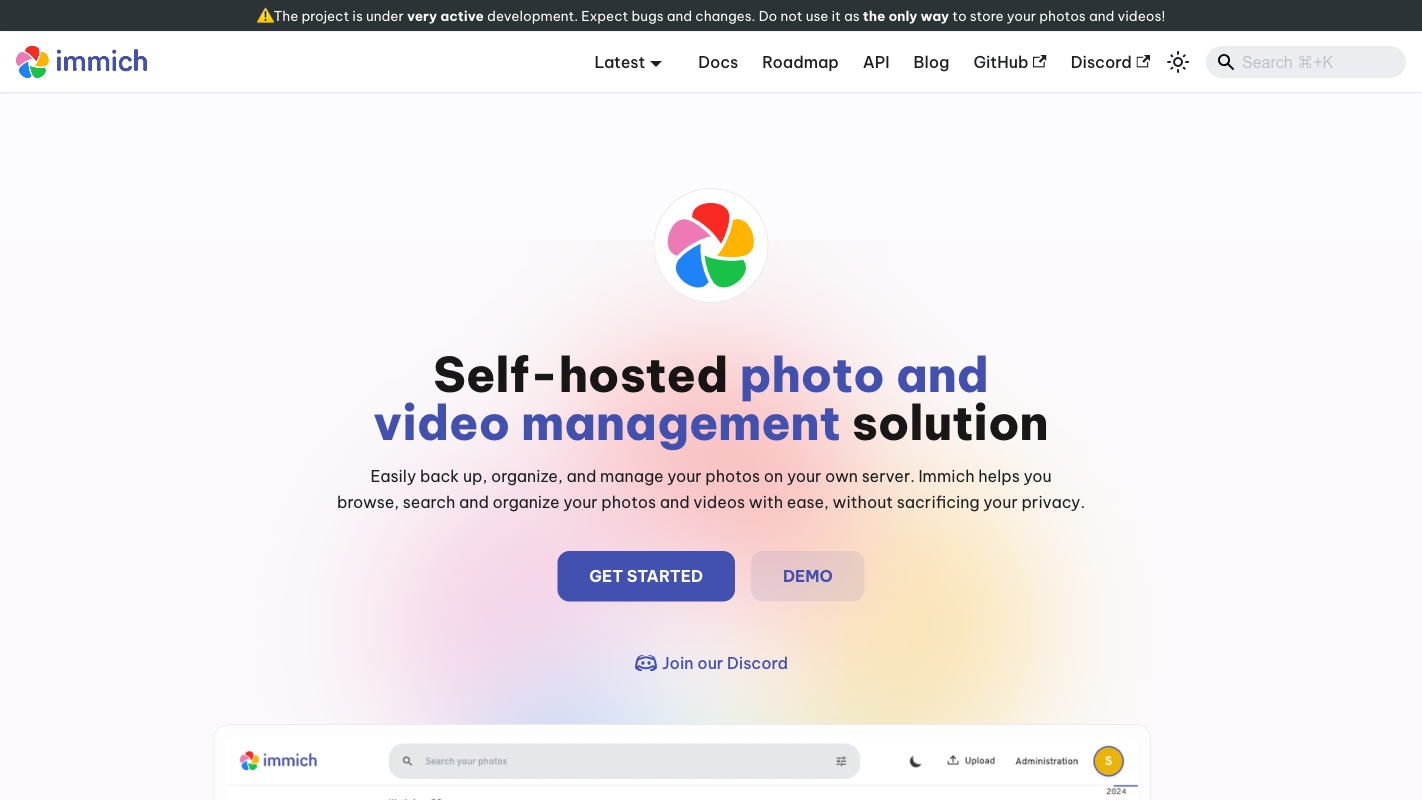 ⚠️The project is under very active development. Expect bugs and changes. Do not use it as the only way to store your photos and videos!
immich
Latest Docs Roadmap API Blog GitHub Discord Search ⌘+K
Self-hosted photo and
video management solution
Easily back up, organize, and manage your photos on your own server. Immich helps you
browse, search and organize your photos and videos with ease, without sacrificing your privacy.
GET STARTED DEMO
Join our Discord
immich Search your photos Upload Administration S
2024